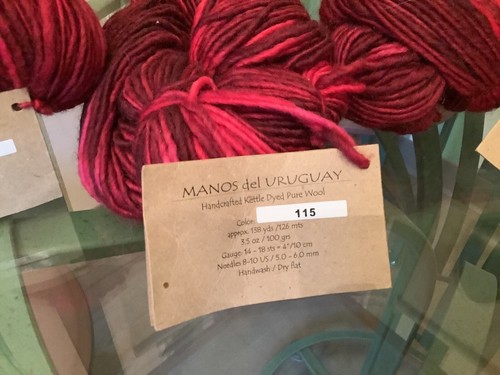 MANOS del URUGUAY
Handcrafted Kettle Dyed Pure Wool
Color: 115
approx. 138 yds /126 mts
3.5 oz / 100 gri
Gauge: 14 - 18 sts = 4"/10 cm
Needles 8-10 US / 5.0 - 6.0 mm
Handwash / Dry flat